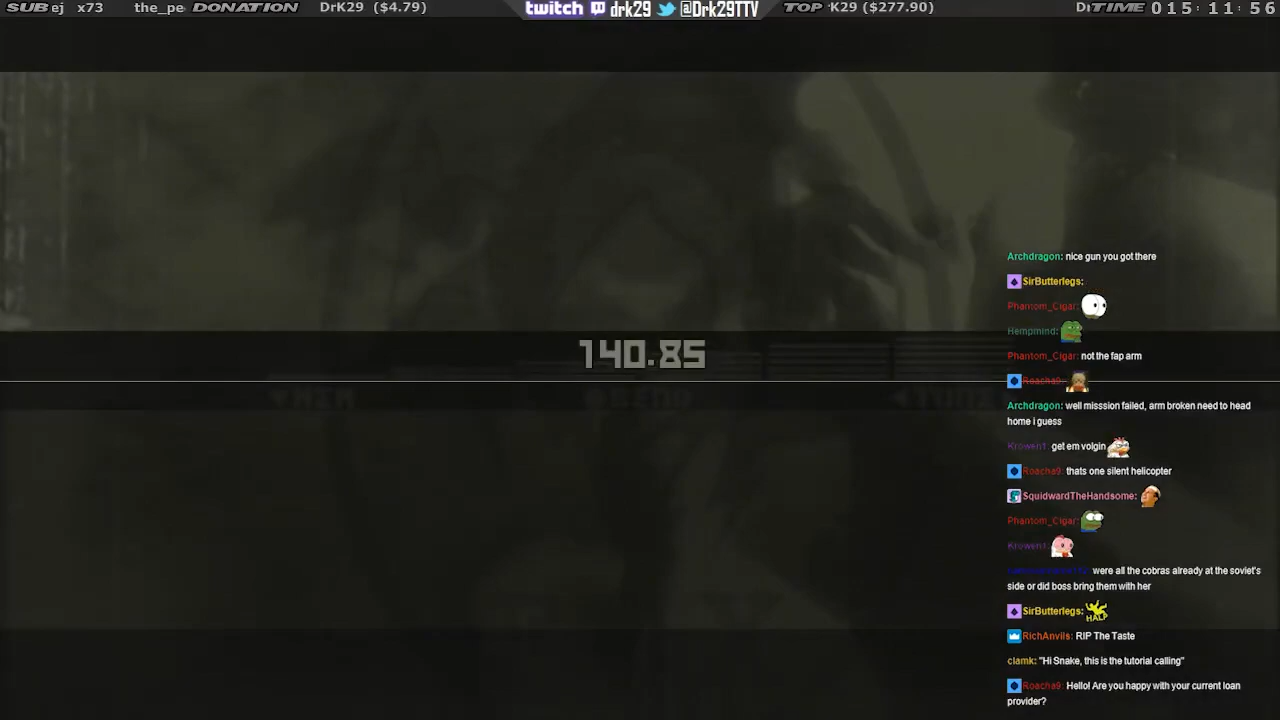 SUB ej x73 the_pe DONATION DrK29 ($4.79) twitch drk29 @Drk29TTV TOP K29 ($277.90) TIME 015:11:56
Archdragon: nice gun you got there
SirButterlegs:
Phantom_Cigar:
Hempmind:
Phantom_Cigar: not the fap arm
140.85
Roacha9:
Archdragon: well misssion failed, arm broken need to head
home i guess
Krowen1: get em volgin
Roacha9: thats one silent helicopter
SquidwardTheHandsome:
Phantom_Cigar:
Krowen1:
were all the cobras already at the soviet's
side or did boss bring them with her
SirButterlegs: HALP
RichAnvils: RIP The Taste
clamk: "Hi Snake, this is the tutorial calling"
Roacha9: Hello! Are you happy with your current loan
provider?